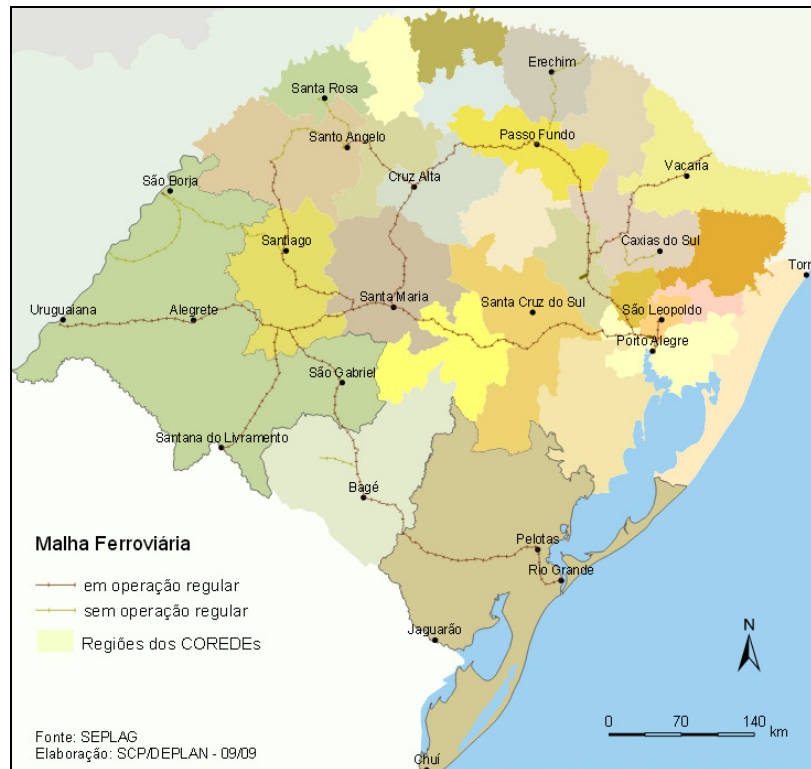 Erechim
Santa Rosa
Santo Angelo
Passo Fundo
Vacaria
Cruz Alta
São Borja
Santiago
Caxias do Sul
Torr
Uruguaiana
Alegrete
Santa Maria
Santa Cruz do Sul
São Leopoldo
Porto Alegre
São Gabriel
Santana do Livramento
Bagé
Pelotas
Rio Grande
Jaguarão
Chuí
Malha Ferroviária
em operação regular
sem operação regular
Regiões dos COREDEs
Fonte: SEPLAG
Elaboração: SCP/DEPLAN - 09/09
N
0 70 140
km